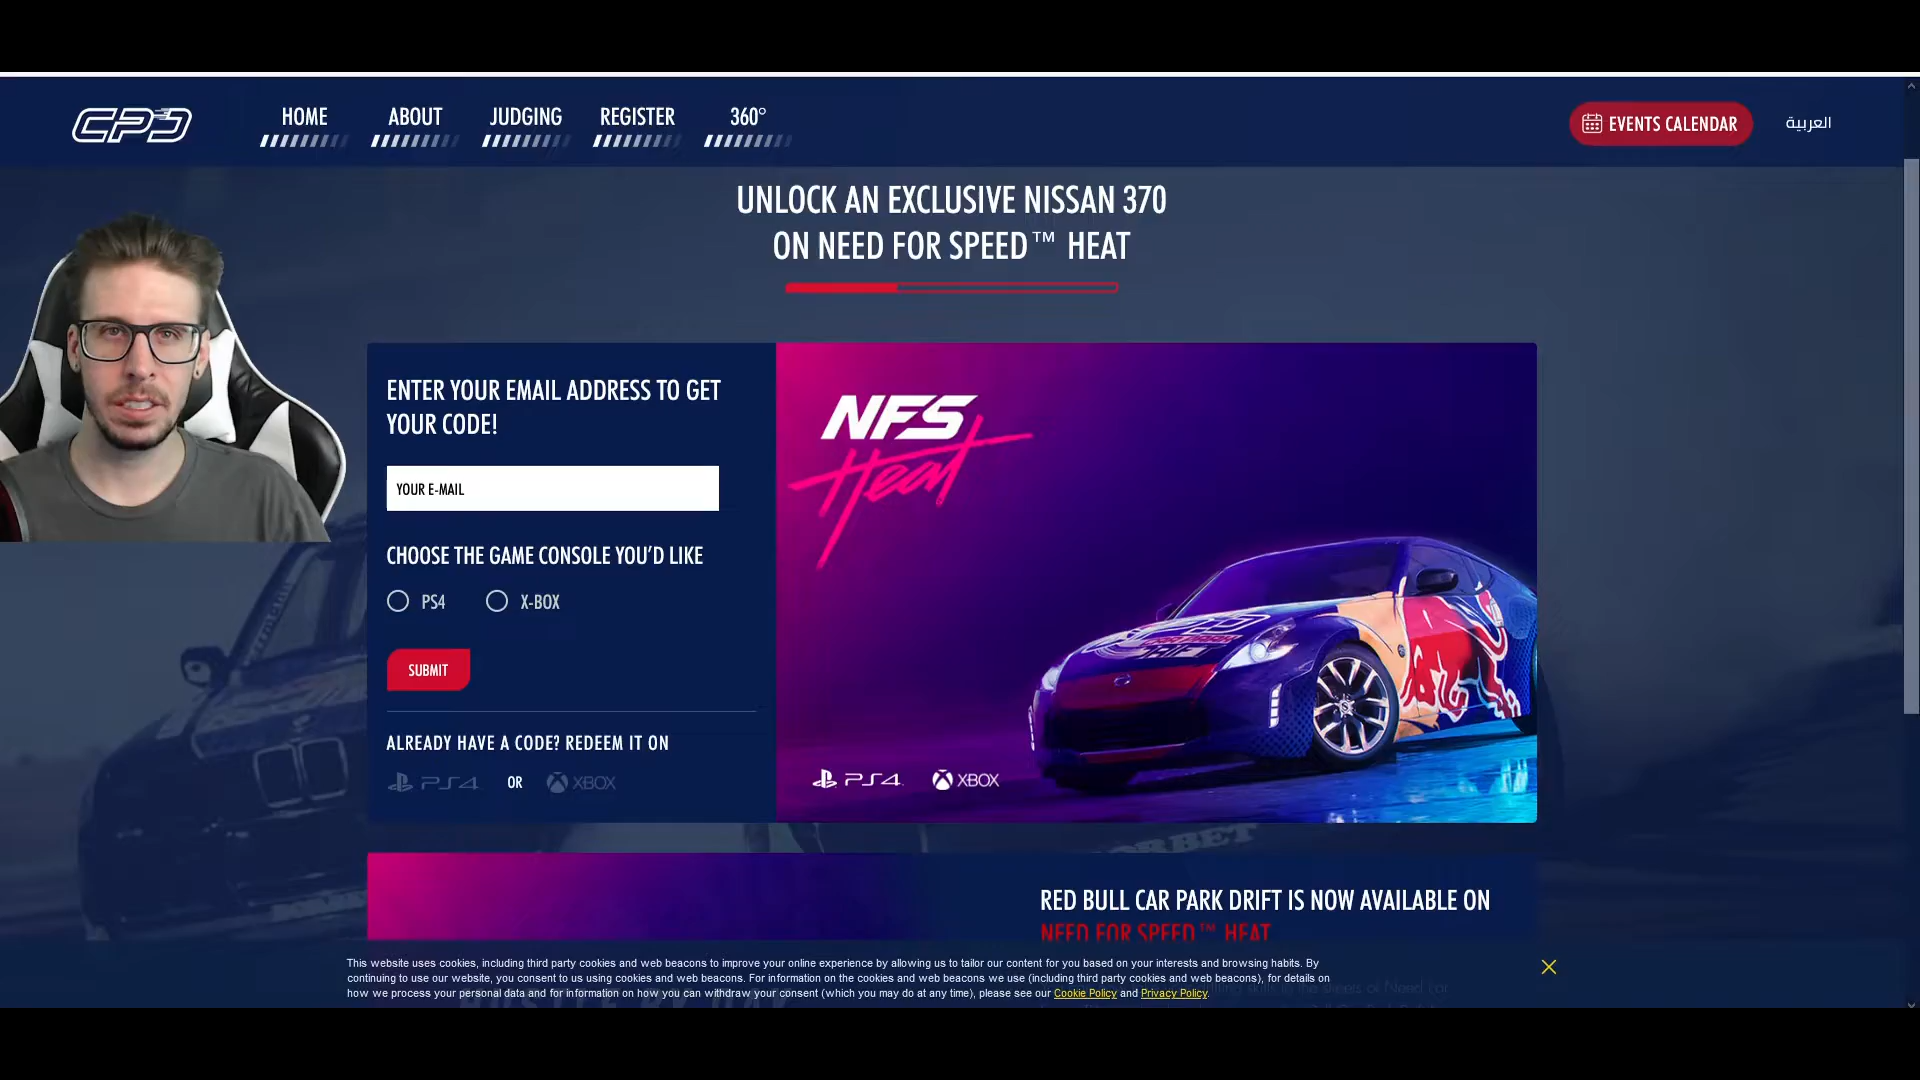 CPD
HOME
ABOUT
JUDGING
REGISTER
360°
EVENTS CALENDAR
العربية
UNLOCK AN EXCLUSIVE NISSAN 370
ON NEED FOR SPEED™ HEAT
ENTER YOUR EMAIL ADDRESS TO GET
YOUR CODE!
YOUR E-MAIL
CHOOSE THE GAME CONSOLE YOU'D LIKE
PS4
X-BOX
SUBMIT
ALREADY HAVE A CODE? REDEEM IT ON
PS4 OR XBOX
NFS
Heat
PS4 XBOX
RED BULL CAR PARK DRIFT IS NOW AVAILABLE ON
NEED FOR SPEED™ HEAT
This website uses cookies, including third party cookies and web beacons to improve your online experience by allowing us to tailor our content for you based on your interests and browsing habits. By
continuing to use our website, you consent to us using cookies and web beacons. For information on the cookies and web beacons we use (including third party cookies and web beacons), for details on
how we process your personal data and for information on how you can withdraw your consent (which you may do at any time), please see our Cookie Policy and Privacy Policy.